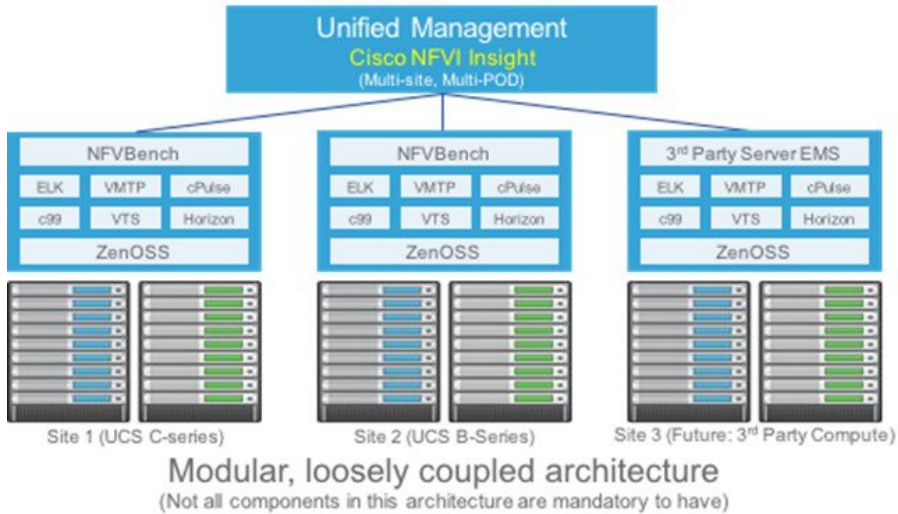 Unified Management
Cisco NFVI Insight
(Multi-site, Multi-POD)
NFVBench
ELK VMTP cPulse
c99 VTS Horizon
ZenOSS
Site 1 (UCS C-series)
NFVBench
ELK VMTP cPulse
c99 VTS Horizon
ZenOSS
Site 2 (UCS B-Series)
3rd Party Server EMS
ELK VMTP cPulse
c99 VTS Horizon
ZenOSS
Site 3 (Future: 3rd Party Compute)
Modular, loosely coupled architecture
(Not all components in this architecture are mandatory to have)